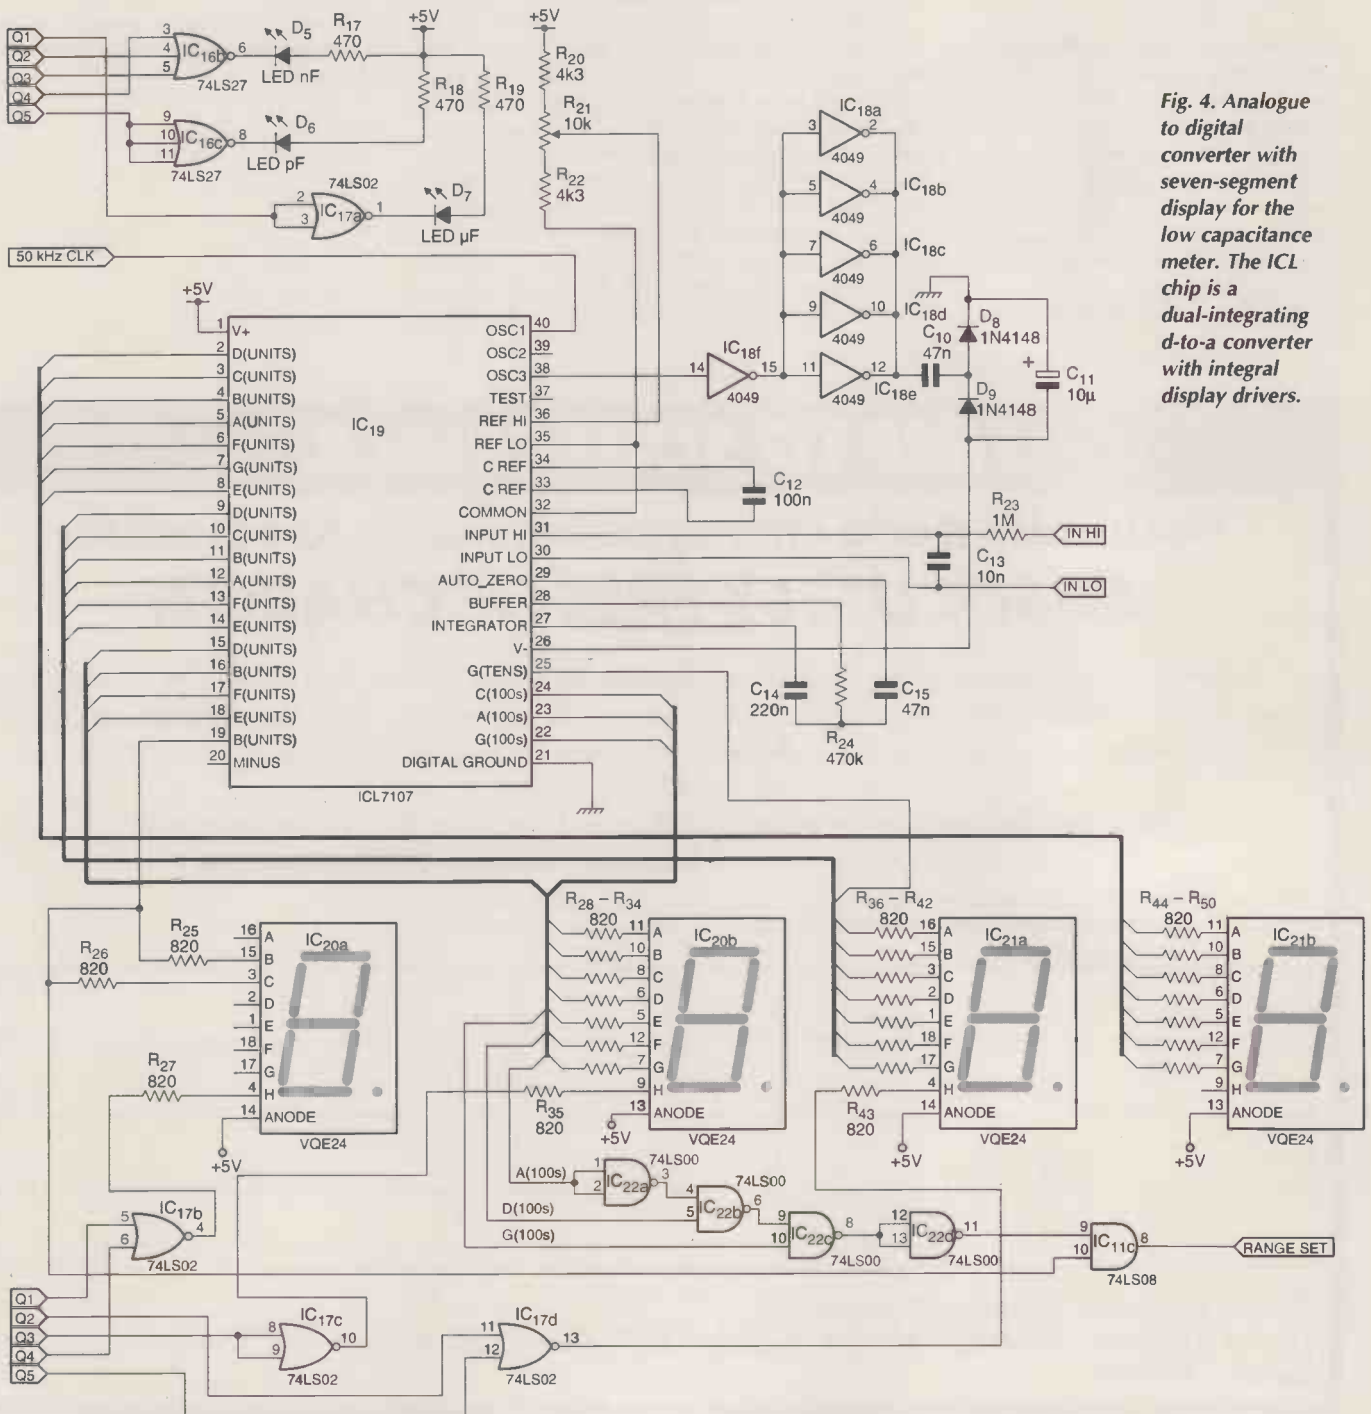 Q1
Q2
Q3
Q4
Q5
3
4
5
IC16b
6
74LS27
D5
LED nF
R17
470
+5V
R18
470
R19
470
9
10
11
IC16c
8
74LS27
D6
LED pF
2
3
74LS02
IC17a
1
D7
LED µF
+5V
R20
4k3
R21
10k
R22
4k3
50 kHz CLK
+5V
IC18a
3
2
4049
5
4
IC18b
4049
7
6
IC18c
4049
9
10
IC18d
4049
11
12
IC18e
4049
14
IC18f
15
4049
C10
47n
D8
1N4148
D9
1N4148
+
C11
10µ
Fig. 4. Analogue
to digital
converter with
seven-segment
display for the
low capacitance
meter. The ICL
chip is a
dual-integrating
d-to-a converter
with integral
display drivers.
IC19
1 V+
2 D(UNITS)
3 C(UNITS)
4 B(UNITS)
5 A(UNITS)
6 F(UNITS)
7 G(UNITS)
8 E(UNITS)
9 D(UNITS)
10 C(UNITS)
11 B(UNITS)
12 A(UNITS)
13 F(UNITS)
14 E(UNITS)
15 D(UNITS)
16 B(UNITS)
17 F(UNITS)
18 E(UNITS)
19 B(UNITS)
20 MINUS
OSC1 40
OSC2 39
OSC3 38
TEST 37
REF HI 36
REF LO 35
C REF 34
C REF 33
COMMON 32
INPUT HI 31
INPUT LO 30
AUTO_ZERO 29
BUFFER 28
INTEGRATOR 27
V- 26
G(TENS) 25
C(100s) 24
A(100s) 23
G(100s) 22
DIGITAL GROUND 21
ICL7107
C12
100n
R23
1M
IN HI
C13
10n
IN LO
C14
220n
R24
470k
C15
47n
R25
820
R26
820
R27
820
IC20a
16 A
15 B
3 C
2 D
1 E
18 F
17 G
4 H
14 ANODE
VQE24
+5V
R28 – R34
820
IC20b
11 A
10 B
8 C
6 D
5 E
12 F
7 G
9 H
13 ANODE
VQE24
R35
820
+5V
R36 – R42
820
IC21a
16 A
15 B
3 C
2 D
1 E
18 F
17 G
4 H
14 ANODE
VQE24
R43
820
+5V
R44 – R50
820
IC21b
11 A
10 B
8 C
6 D
5 E
12 F
7 G
9 H
13 ANODE
VQE24
+5V
A(100s)
D(100s)
G(100s)
1
2
IC22a
3
74LS00
4
5
IC22b
6
74LS00
9
10
IC22c
8
74LS00
12
13
IC22d
11
74LS00
9
10
IC11c
8
74LS08
RANGE SET
5
6
IC17b
4
74LS02
Q1
Q2
Q3
Q4
Q5
8
9
IC17c
10
74LS02
11
12
IC17d
13
74LS02